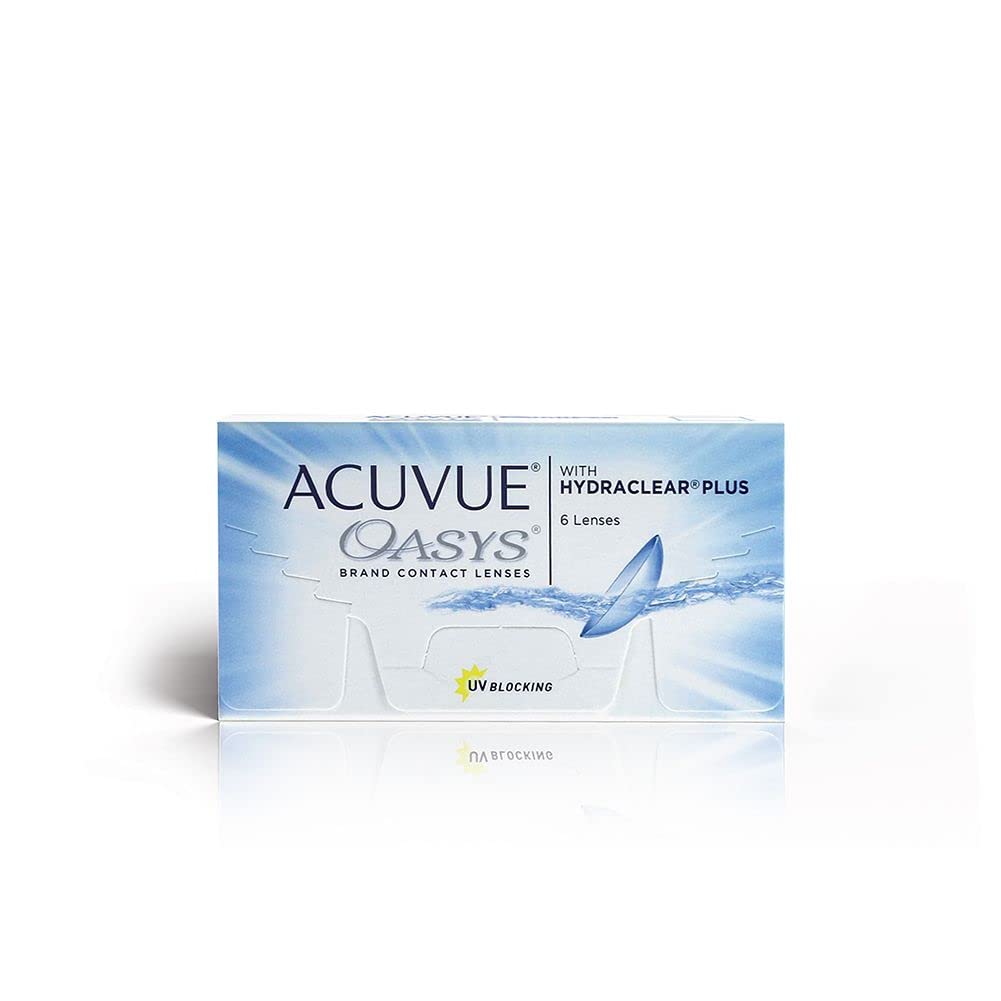 ACUVUE®
OASYS®
BRAND CONTACT LENSES
WITH
HYDRACLEAR® PLUS
6 Lenses
UV BLOCKING